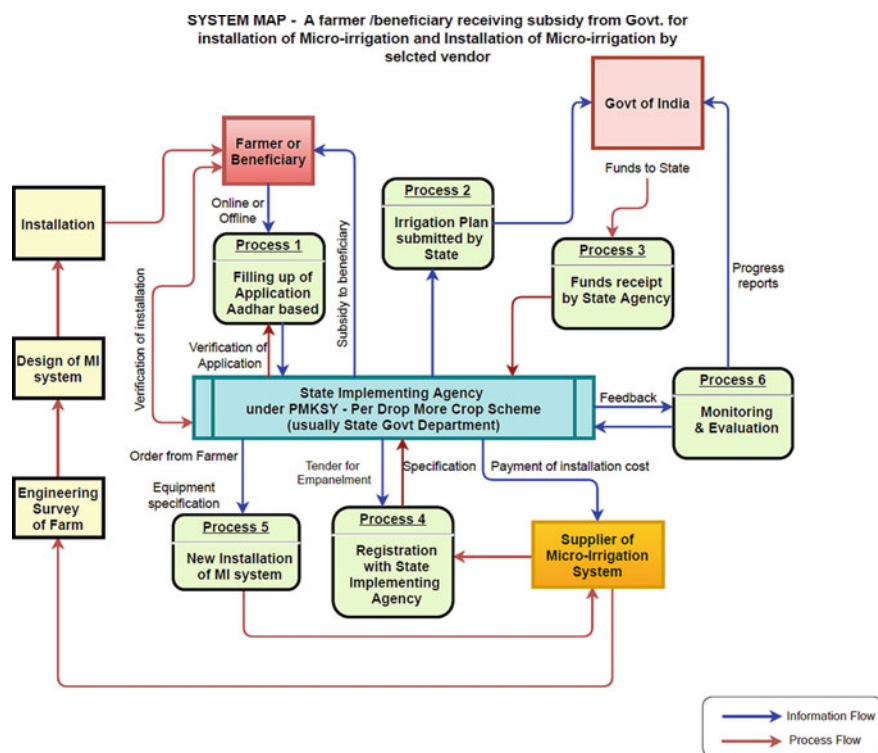 SYSTEM MAP - A farmer /beneficiary receiving subsidy from Govt. for
installation of Micro-irrigation and Installation of Micro-irrigation by
selcted vendor
Govt of India
Farmer or
Beneficiary
Funds to State
Process 2
Irrigation Plan
submitted by
State
Installation
Online or
Offline
Process 1
Filling up of
Application
Aadhar based
Process 3
Funds receipt
by State Agency
Progress
reports
Subsidy to beneficiary
Verification of installation
Verification of
Application
Design of MI
system
State Implementing Agency
under PMKSY - Per Drop More Crop Scheme
(usually State Govt Department)
Feedback
Process 6
Monitoring
& Evaluation
Order from Farmer
Equipment
specification
Tender for
Empanelment
Specification
Payment of installation cost
Engineering
Survey
of Farm
Process 5
New Installation
of MI system
Process 4
Registration
with State
Implementing
Agency
Supplier of
Micro-Irrigation
System
Information Flow
Process Flow